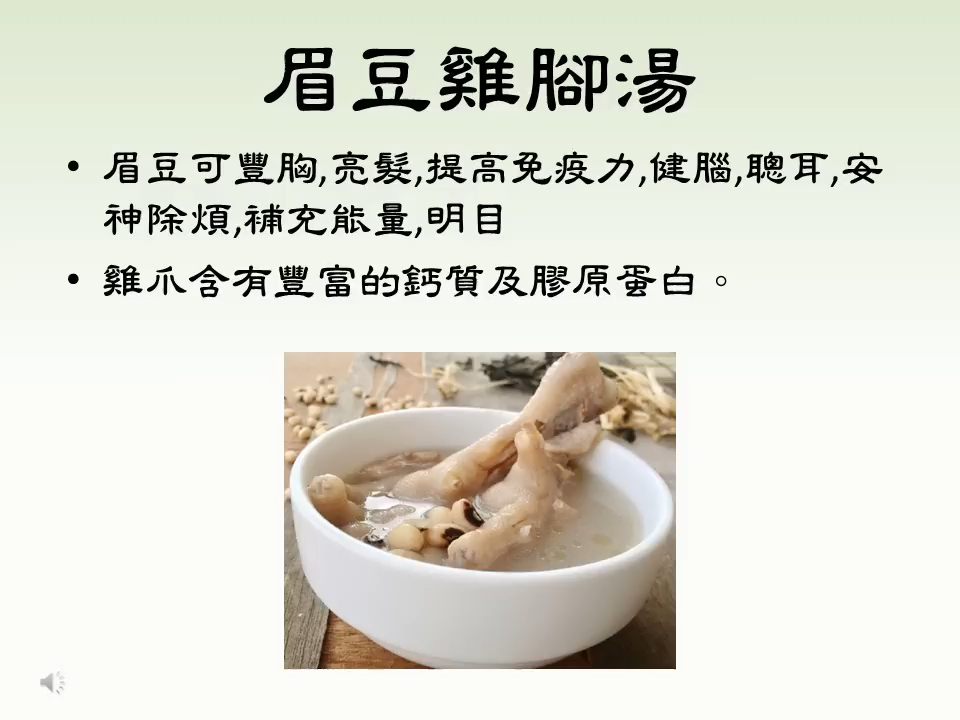 眉豆雞腳湯
• 眉豆可豐胸,亮髮,提高免疫力,健腦,聰耳,安
神除煩,補充能量,明目
• 雞爪含有豐富的鈣質及膠原蛋白。